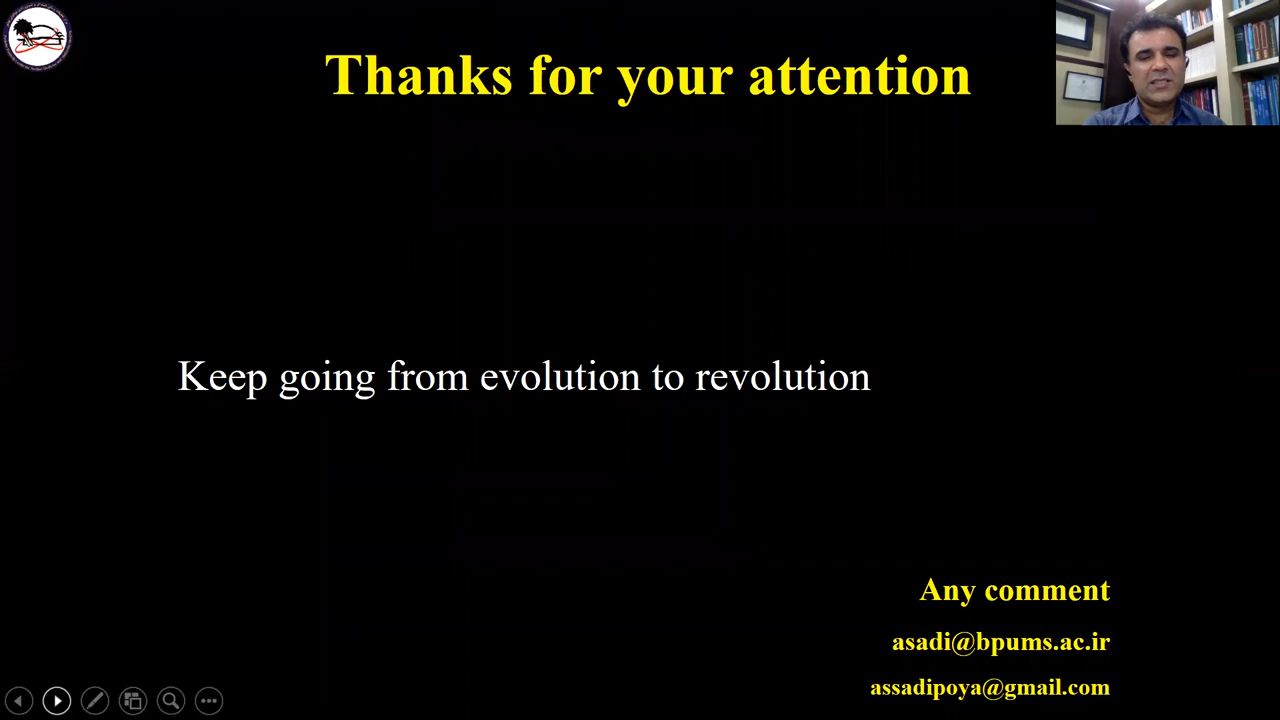 Thanks for your attention
Keep going from evolution to revolution
Any comment
asadi@bpums.ac.ir
assadipoya@gmail.com